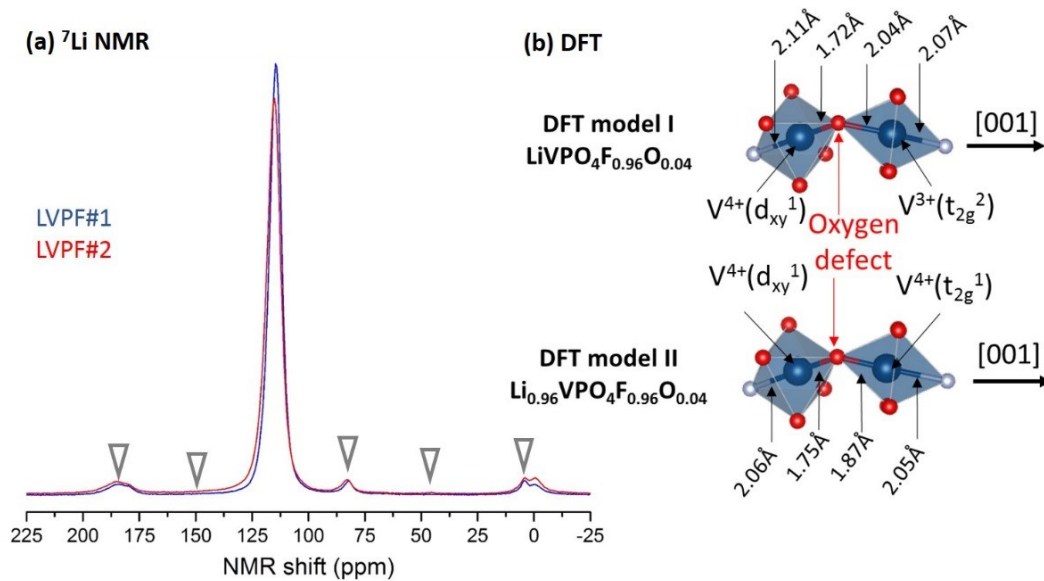 (a) ⁷Li NMR
LVPF#1
LVPF#2
225 200 175 150 125 100 75 50 25 0 -25
NMR shift (ppm)
(b) DFT
2.11Å 1.72Å 2.04Å 2.07Å
DFT model I
LiVPO₄F₀.₉₆O₀.₀₄
[001]
V⁴⁺(dxy¹) V³⁺(t₂g²)
Oxygen
defect
V⁴⁺(dxy¹) V⁴⁺(t₂g¹)
DFT model II
Li₀.₉₆VPO₄F₀.₉₆O₀.₀₄
[001]
2.06Å 1.75Å 1.87Å 2.05Å